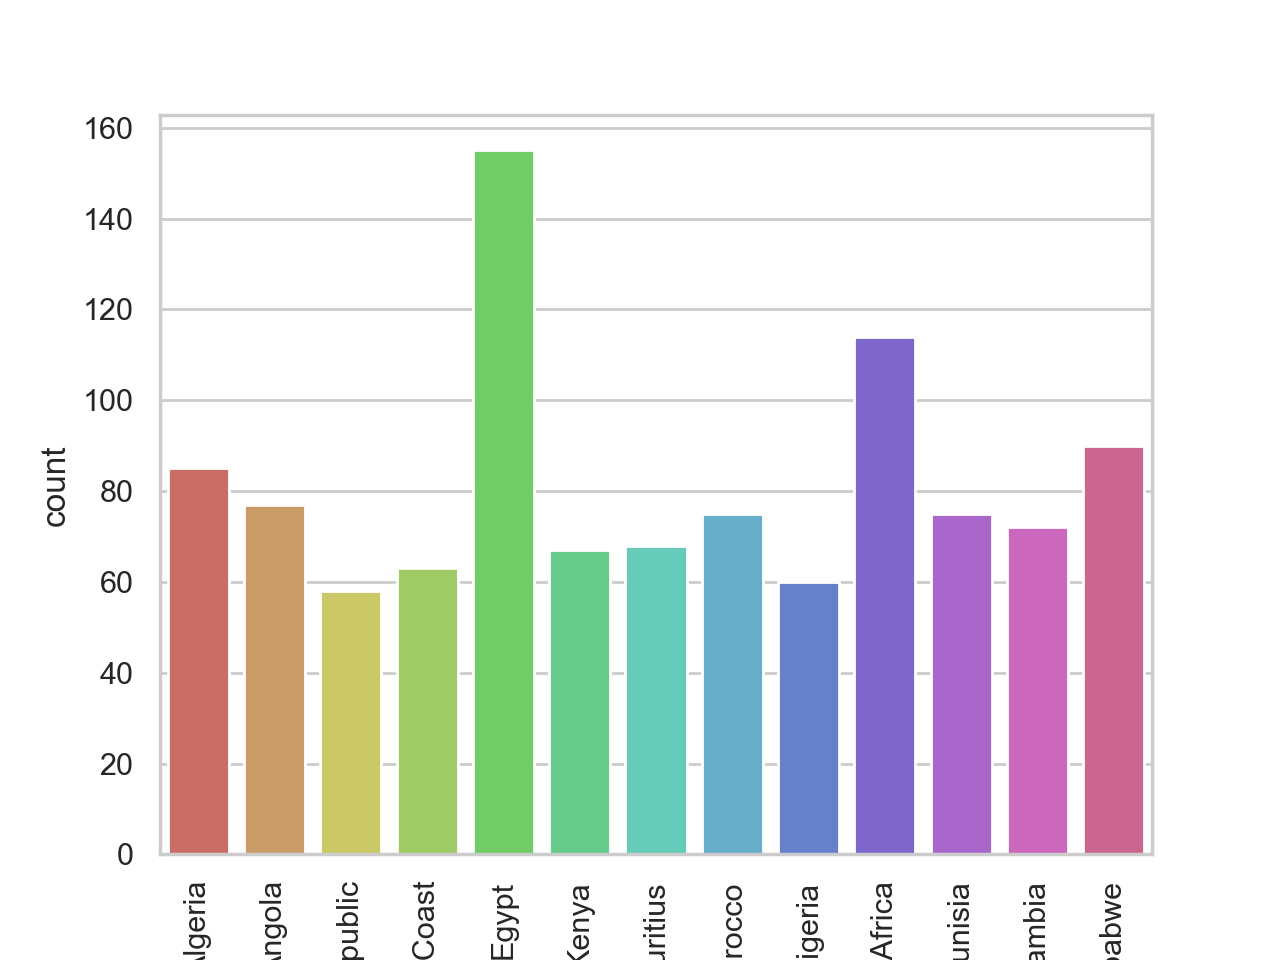 160
140
120
100
80
60
40
20
0
count
Algeria
Angola
public
Coast
Egypt
Kenya
uritius
rocco
igeria
Africa
unisia
ambia
babwe